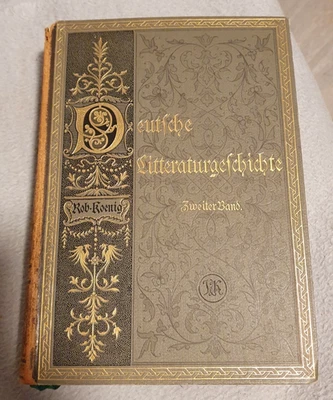 Deutsche
Litteraturgeschichte
Rob. Koenig
Zweiter Band.